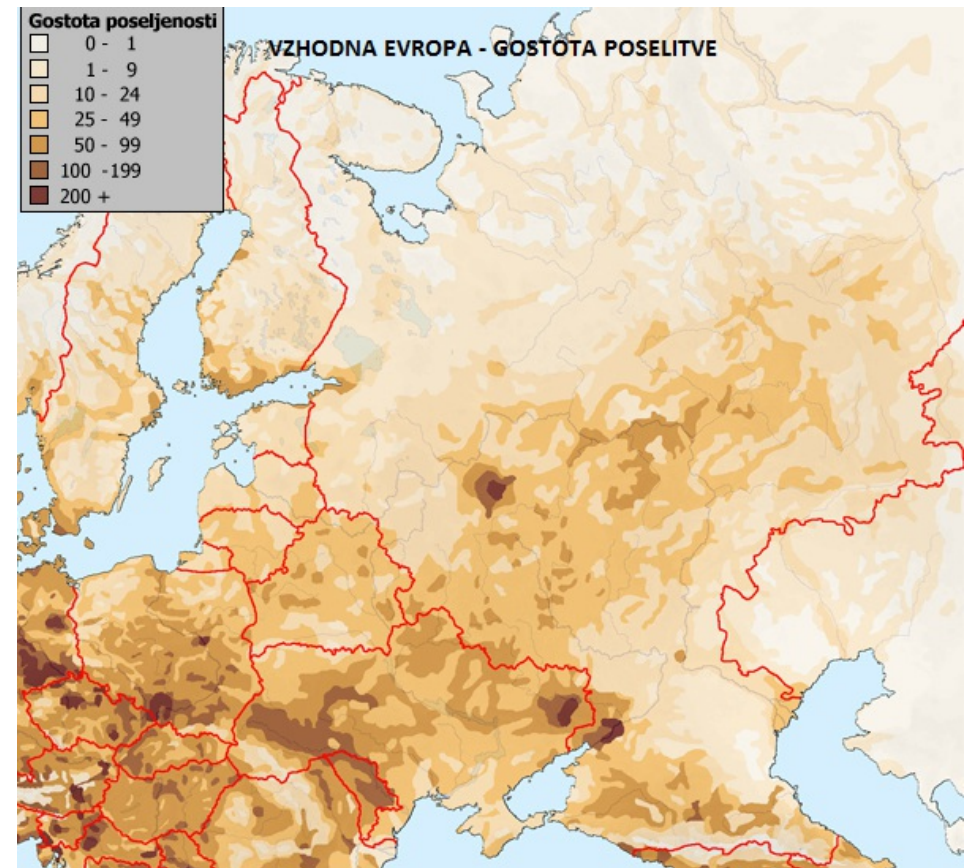 Gostota poseljenosti
0 - 1
1 - 9
10 - 24
25 - 49
50 - 99
100 -199
200 +
VZHODNA EVROPA - GOSTOTA POSELITVE